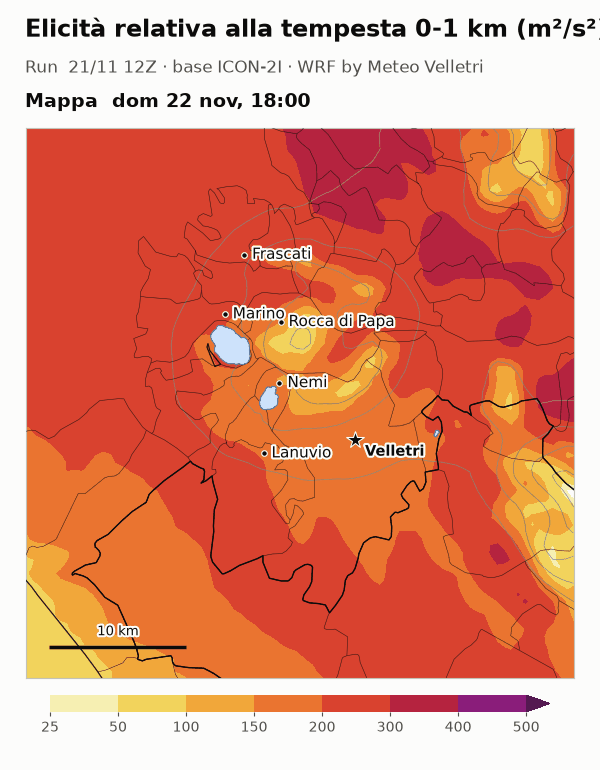 Elicità relativa alla tempesta 0-1 km (m²/s²)
Run 21/11 12Z · base ICON-2I · WRF by Meteo Velletri
Mappa dom 22 nov, 18:00
Frascati
Marino
Rocca di Papa
Nemi
Velletri
Lanuvio
10 km
25 50 100 150 200 300 400 500